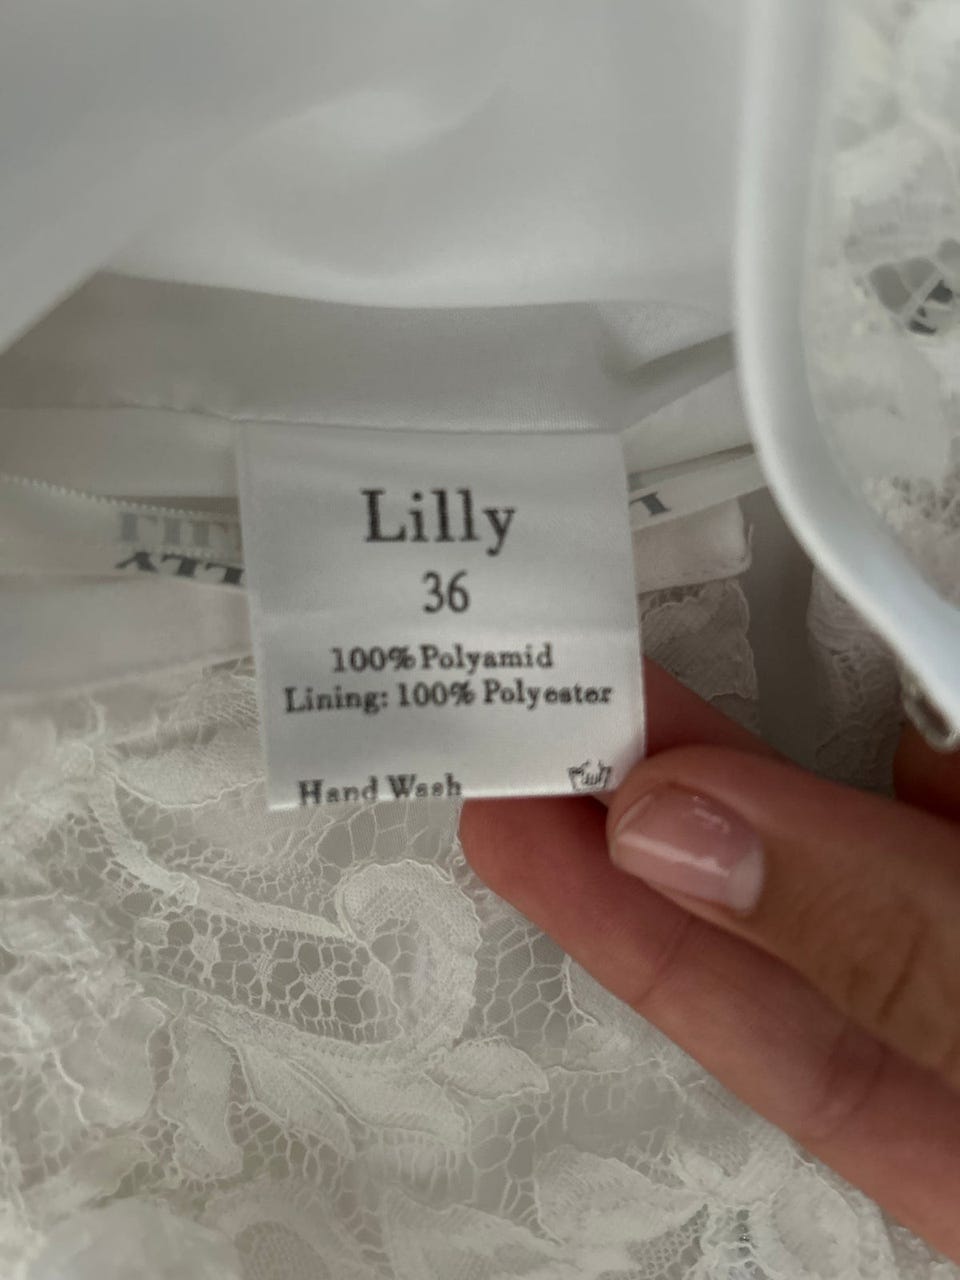 Lilly
36
100% Polyamid
Lining: 100% Polyester
Hand Wash